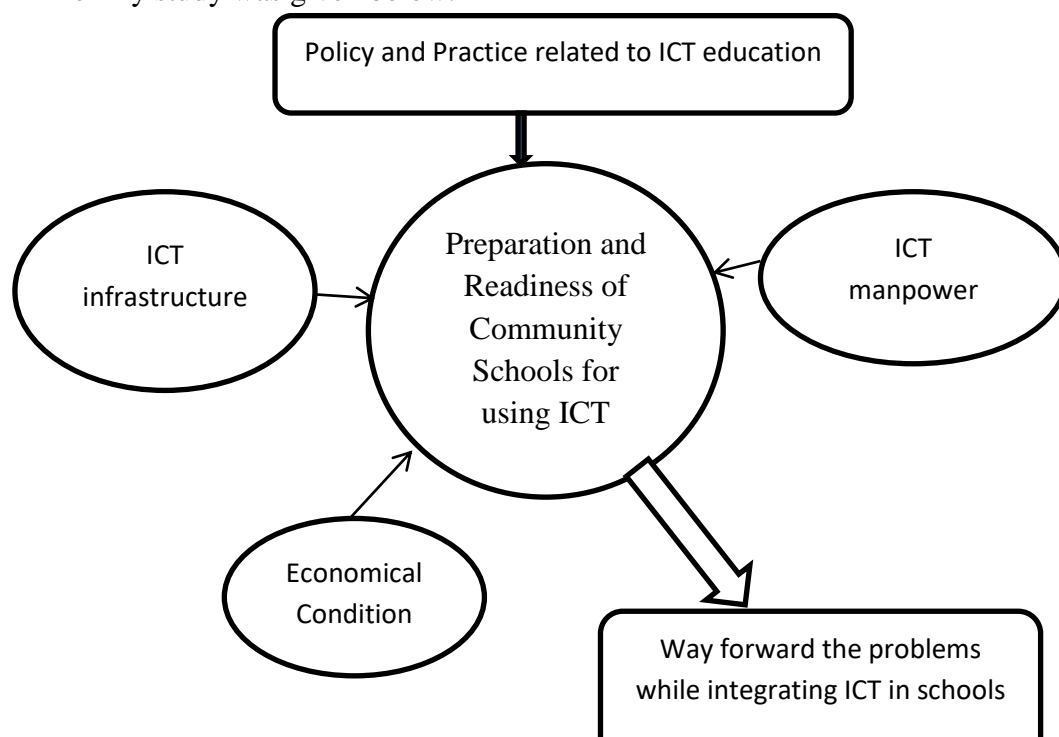 Policy and Practice related to ICT education
ICT
infrastructure
Preparation and
Readiness of
Community
Schools for
using ICT
ICT
manpower
Economical
Condition
Way forward the problems
while integrating ICT in schools